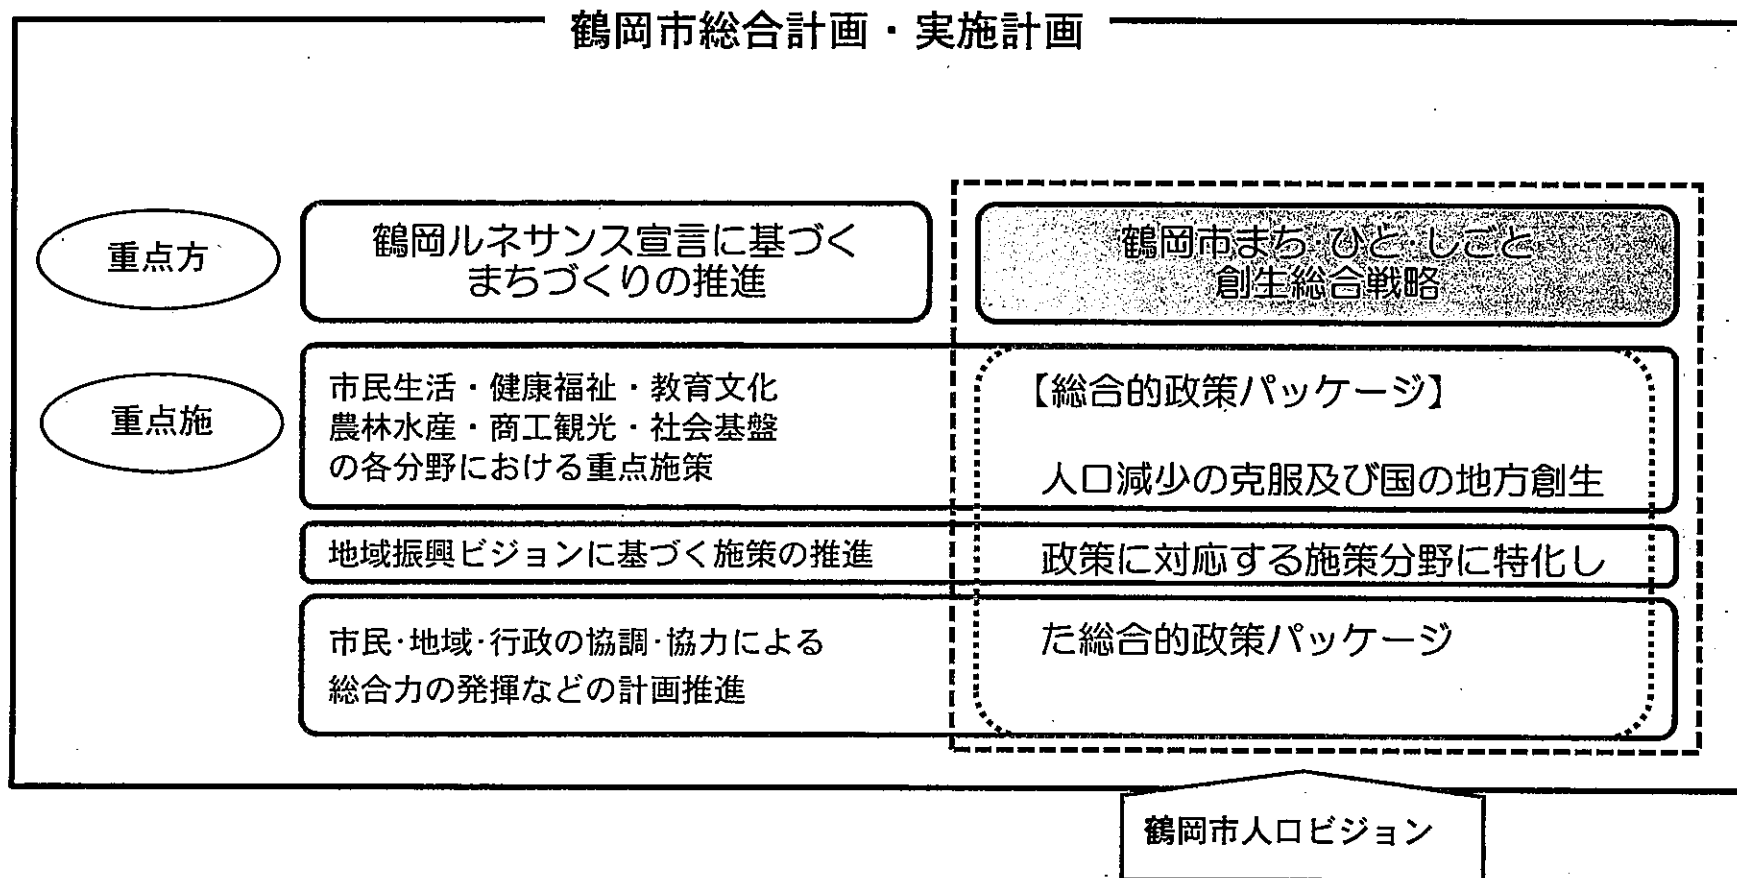 鶴岡市総合計画・実施計画
重点方
鶴岡ルネサンス宣言に基づく
まちづくりの推進
鶴岡市まち・ひと・しごと
創生総合戦略
重点施
市民生活・健康福祉・教育文化
農林水産・商工観光・社会基盤
の各分野における重点施策
地域振興ビジョンに基づく施策の推進
市民・地域・行政の協調・協力による
総合力の発揮などの計画推進
【総合的政策パッケージ】
人口減少の克服及び国の地方創生
政策に対応する施策分野に特化し
た総合的政策パッケージ
鶴岡市人口ビジョン